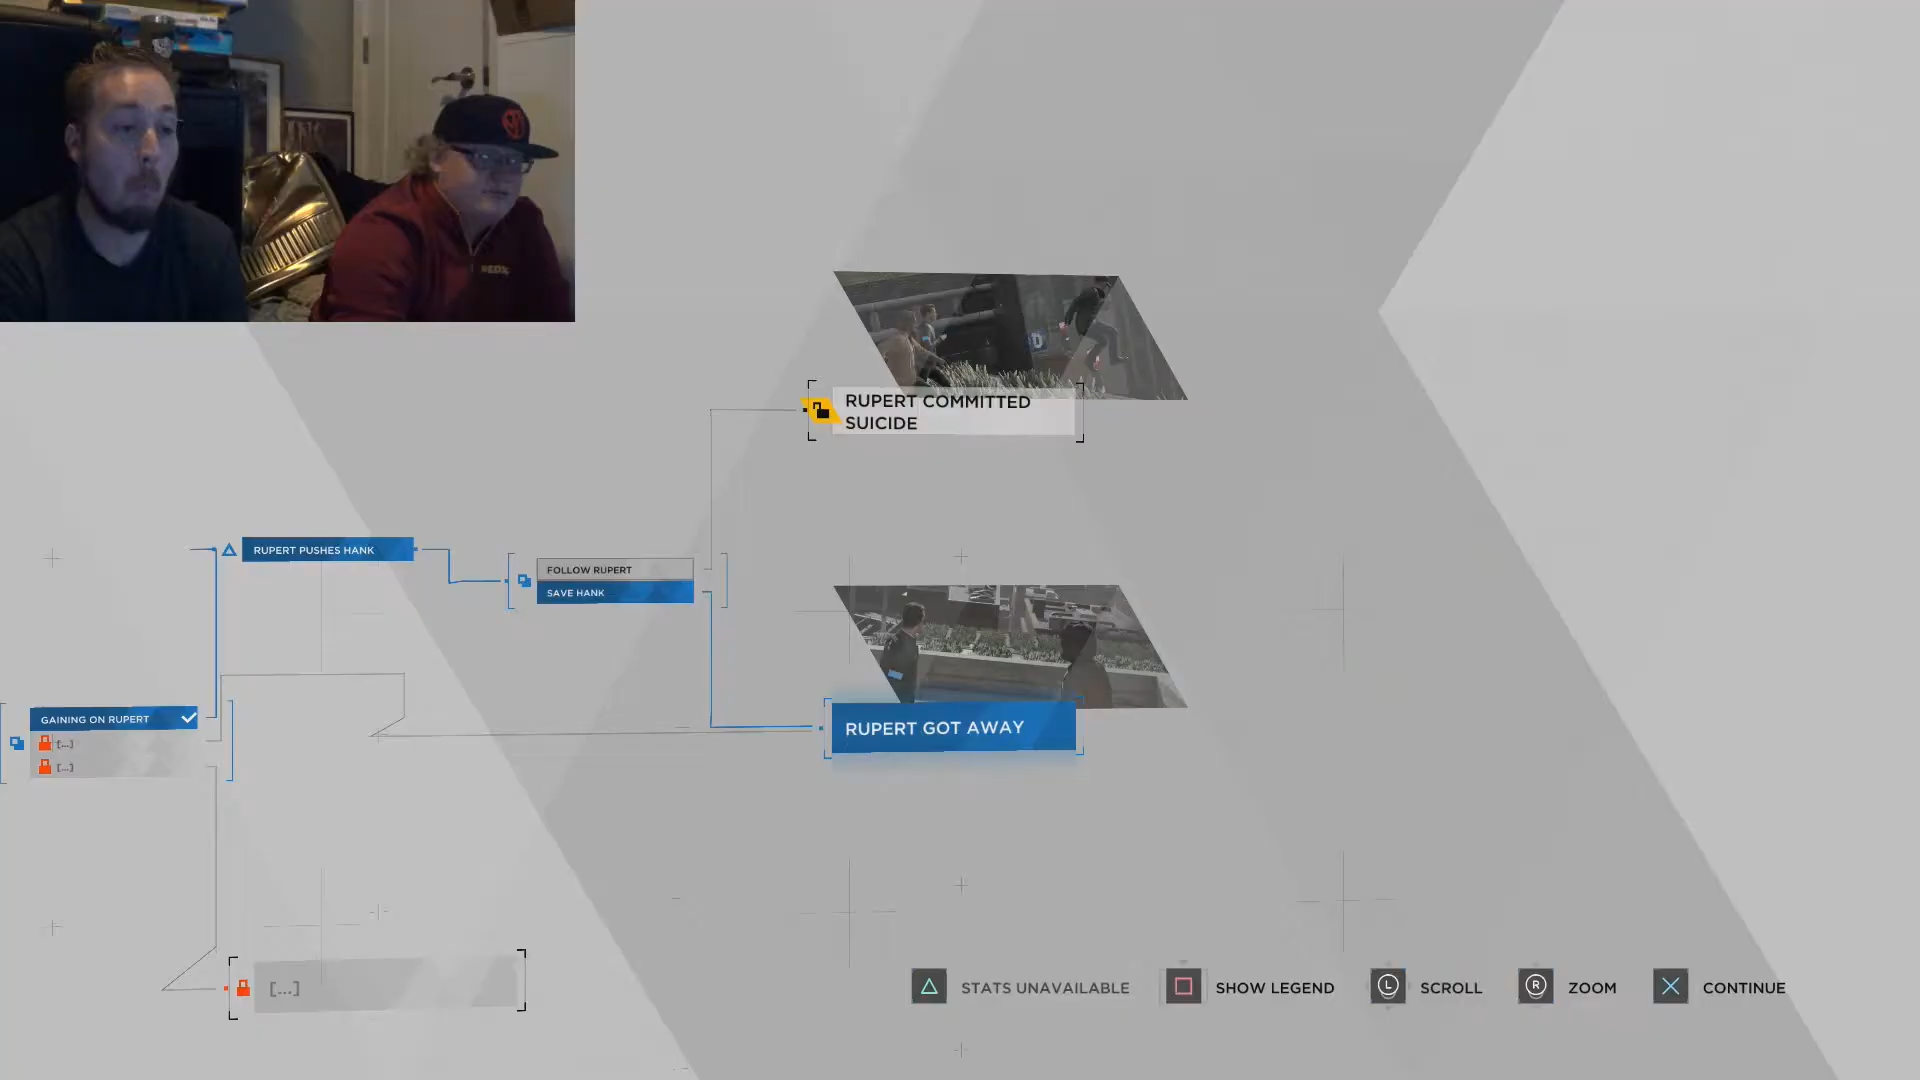 RUPERT COMMITTED
SUICIDE
RUPERT PUSHES HANK
FOLLOW RUPERT
SAVE HANK
GAINING ON RUPERT
[...]
[...]
RUPERT GOT AWAY
[...]
STATS UNAVAILABLE
SHOW LEGEND
L
SCROLL
R
ZOOM
CONTINUE